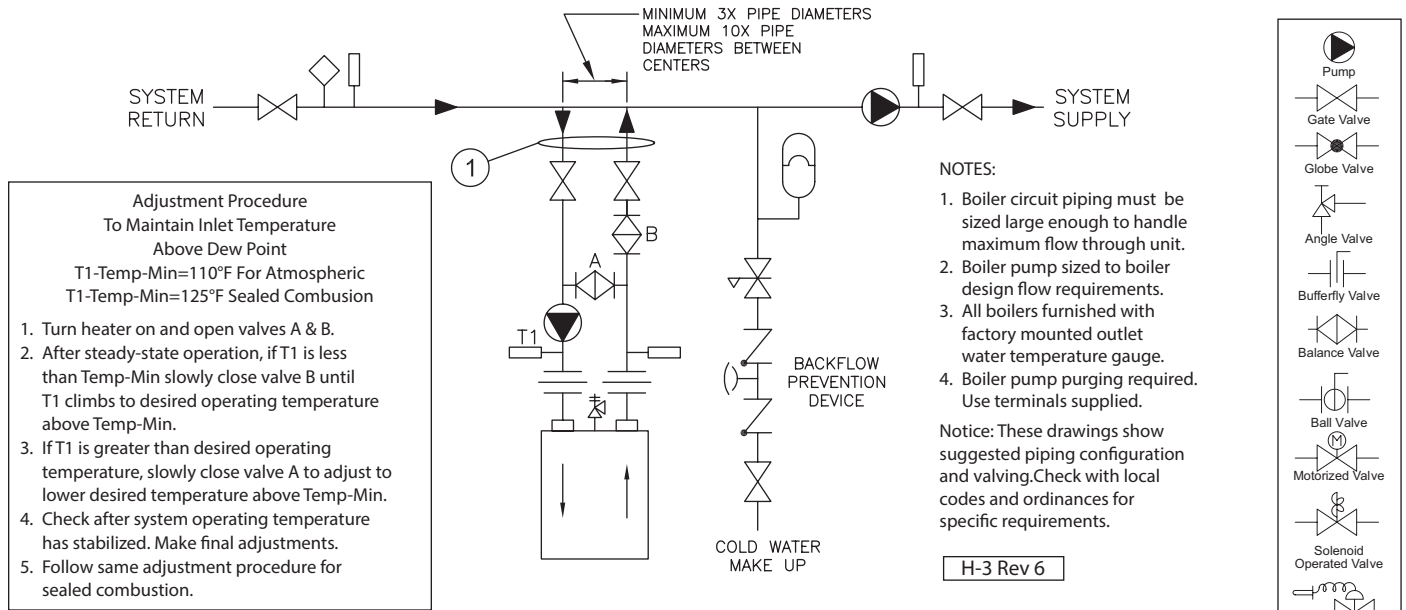 MINIMUM 3X PIPE DIAMETERS
MAXIMUM 10X PIPE
DIAMETERS BETWEEN
CENTERS
SYSTEM
RETURN
SYSTEM
SUPPLY
1
B
A
T1
BACKFLOW
PREVENTION
DEVICE
COLD WATER
MAKE UP
Adjustment Procedure
To Maintain Inlet Temperature
Above Dew Point
T1-Temp-Min=110°F For Atmospheric
T1-Temp-Min=125°F Sealed Combusion
1. Turn heater on and open valves A & B.
2. After steady-state operation, if T1 is less
than Temp-Min slowly close valve B until
T1 climbs to desired operating temperature
above Temp-Min.
3. If T1 is greater than desired operating
temperature, slowly close valve A to adjust to
lower desired temperature above Temp-Min.
4. Check after system operating temperature
has stabilized. Make final adjustments.
5. Follow same adjustment procedure for
sealed combustion.
NOTES:
1. Boiler circuit piping must be
sized large enough to handle
maximum flow through unit.
2. Boiler pump sized to boiler
design flow requirements.
3. All boilers furnished with
factory mounted outlet
water temperature gauge.
4. Boiler pump purging required.
Use terminals supplied.
Notice: These drawings show
suggested piping configuration
and valving.Check with local
codes and ordinances for
specific requirements.
H-3 Rev 6
Pump
Gate Valve
Globe Valve
Angle Valve
Bufferfly Valve
Balance Valve
Ball Valve
M
Motorized Valve
Solenoid
Operated Valve